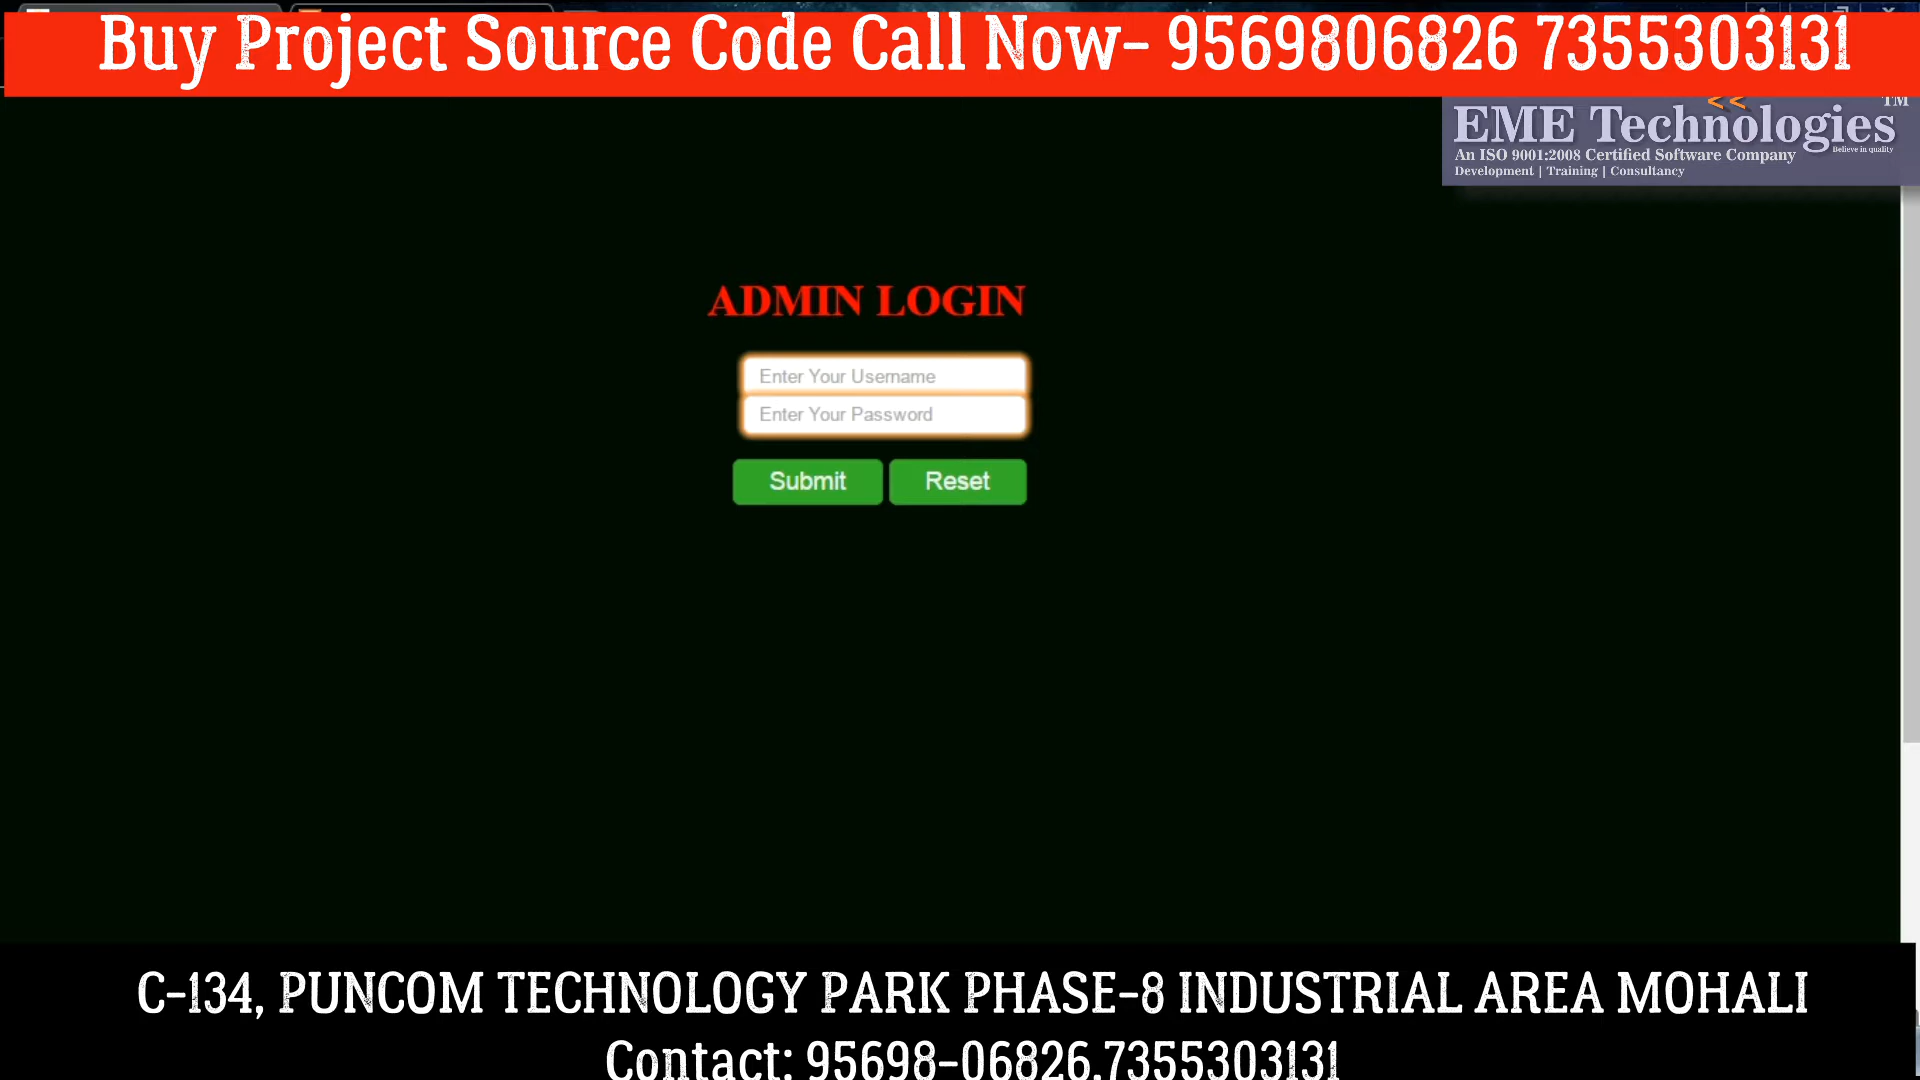 Buy Project Source Code Call Now- 9569806826 7355303131
<<
EME Technologies TM
Believe in quality
An ISO 9001:2008 Certified Software Company
Development | Training | Consultancy
ADMIN LOGIN
Enter Your Username
Enter Your Password
Submit Reset
C-134, PUNCOM TECHNOLOGY PARK PHASE-8 INDUSTRIAL AREA MOHALI
Contact: 95698-06826,7355303131